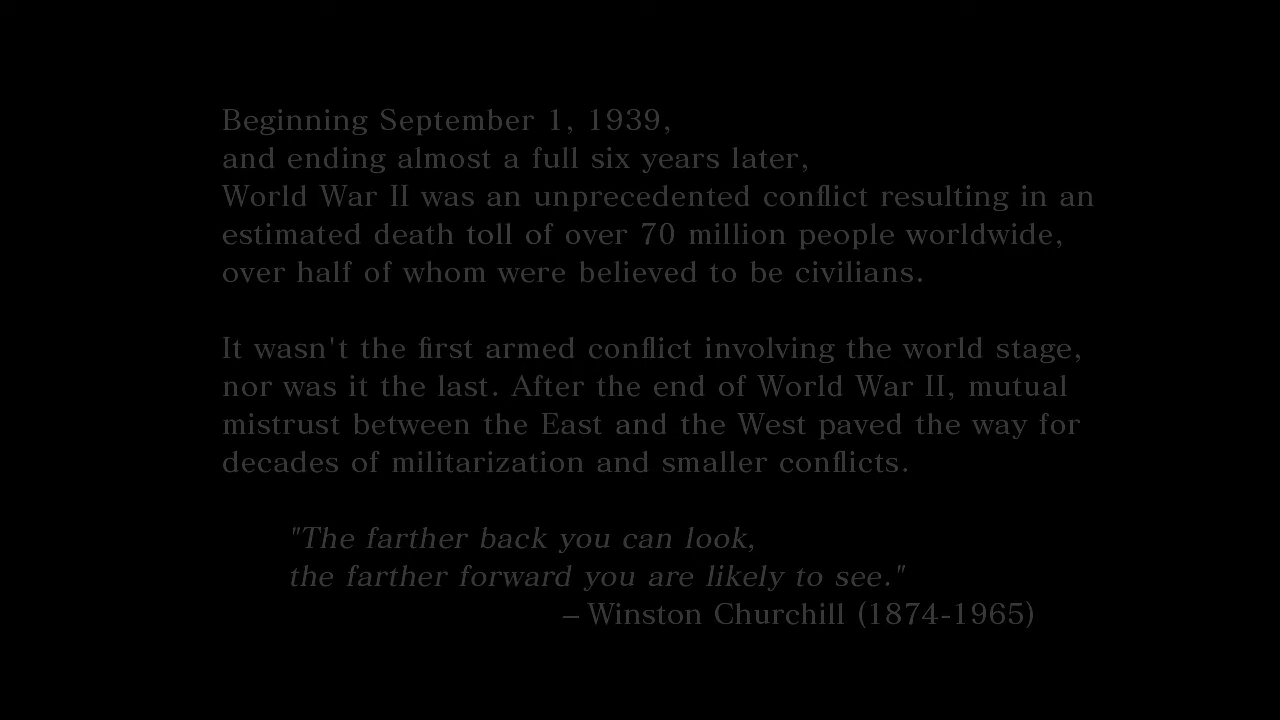 Beginning September 1, 1939,
and ending almost a full six years later,
World War II was an unprecedented conflict resulting in an
estimated death toll of over 70 million people worldwide,
over half of whom were believed to be civilians.
It wasn't the first armed conflict involving the world stage,
nor was it the last. After the end of World War II, mutual
mistrust between the East and the West paved the way for
decades of militarization and smaller conflicts.
"The farther back you can look,
the farther forward you are likely to see."
– Winston Churchill (1874-1965)